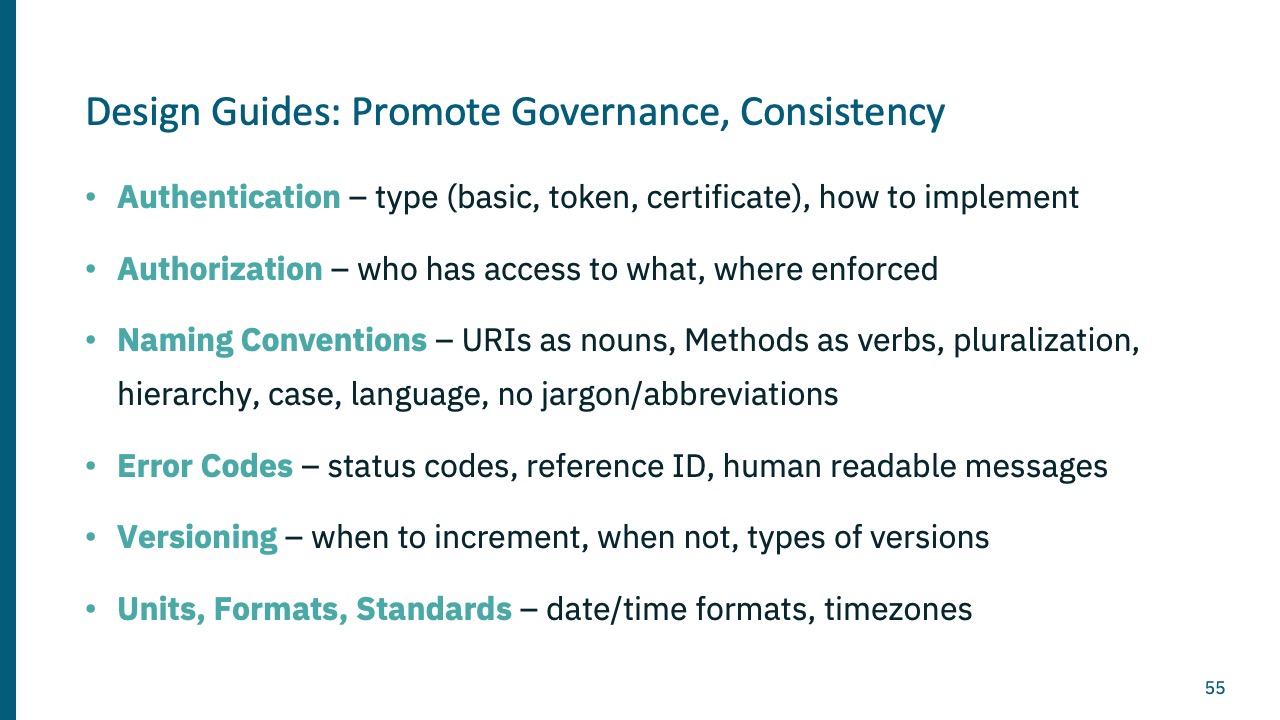 Design Guides: Promote Governance, Consistency
• Authentication – type (basic, token, certificate), how to implement
• Authorization – who has access to what, where enforced
• Naming Conventions – URIs as nouns, Methods as verbs, pluralization,
hierarchy, case, language, no jargon/abbreviations
• Error Codes – status codes, reference ID, human readable messages
• Versioning – when to increment, when not, types of versions
• Units, Formats, Standards – date/time formats, timezones
55